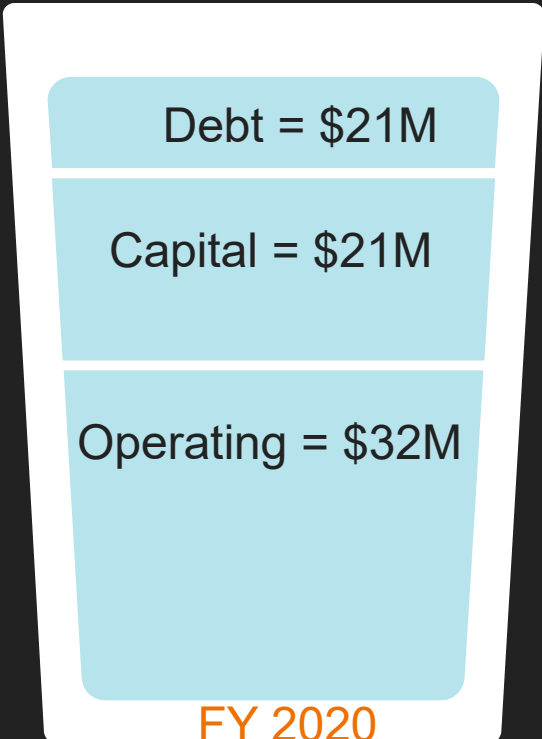 Debt = $21M
Capital = $21M
Operating = $32M
FY 2020